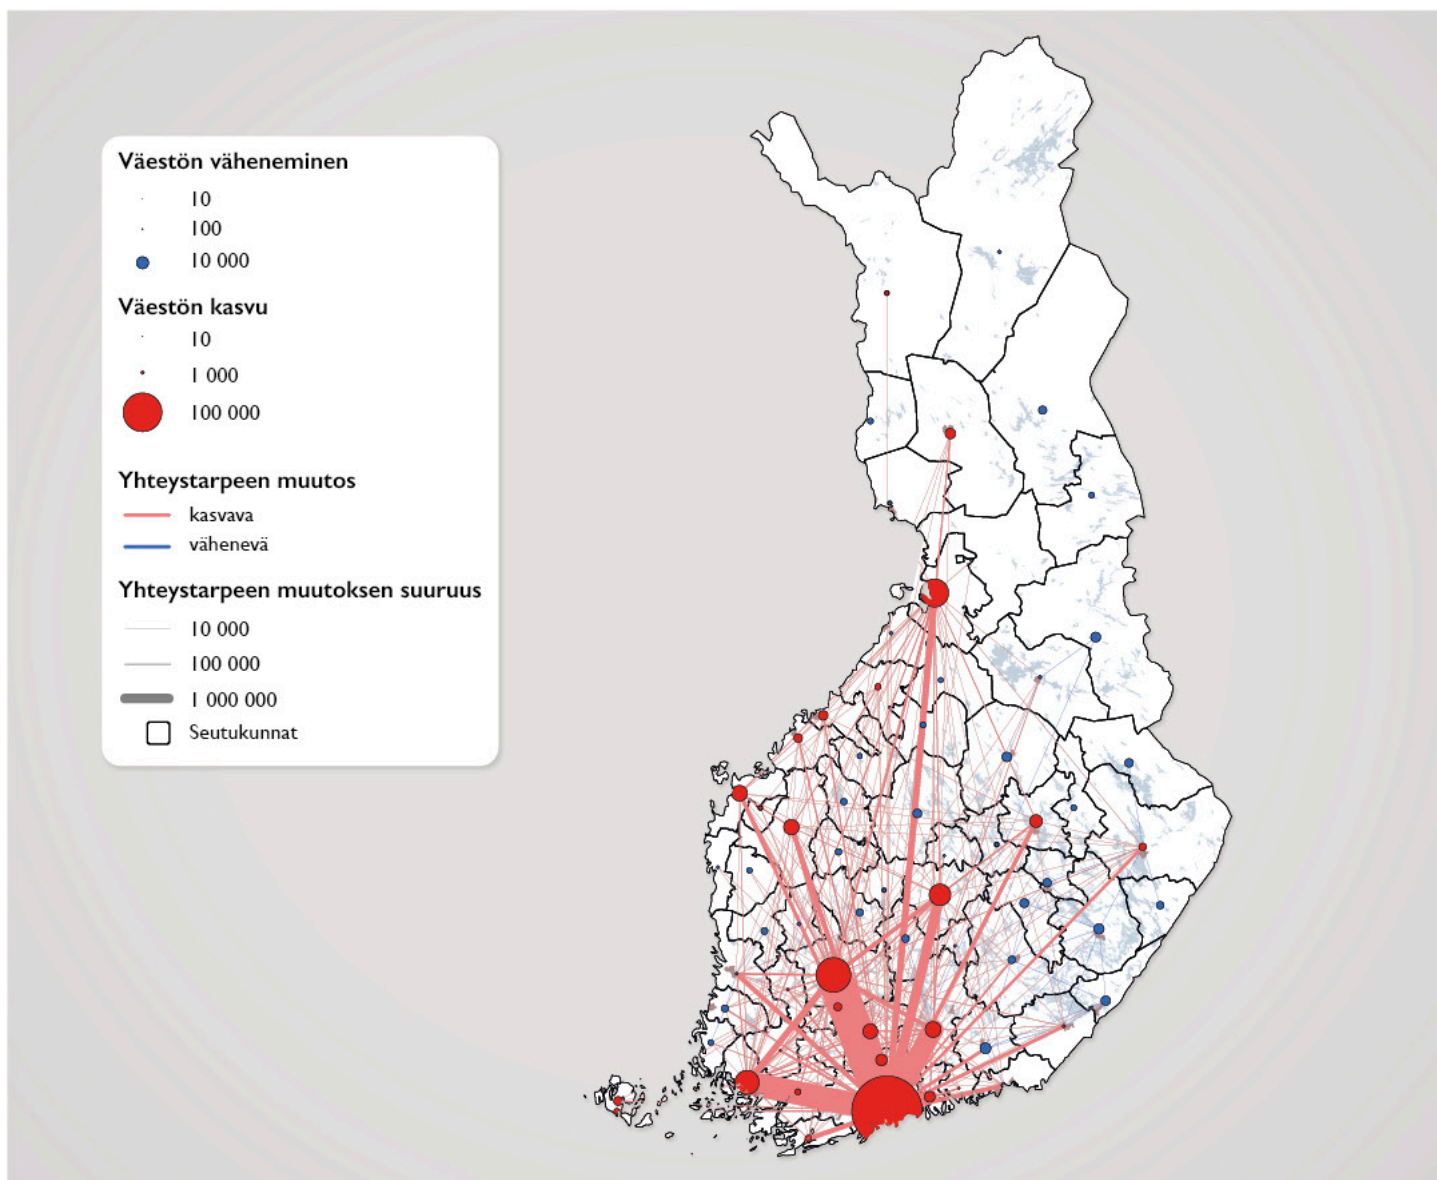 Väestön väheneminen
10
100
10 000
Väestön kasvu
10
1 000
100 000
Yhteystarpeen muutos
kasvava
vähenevä
Yhteystarpeen muutoksen suuruus
10 000
100 000
1 000 000
Seutukunnat